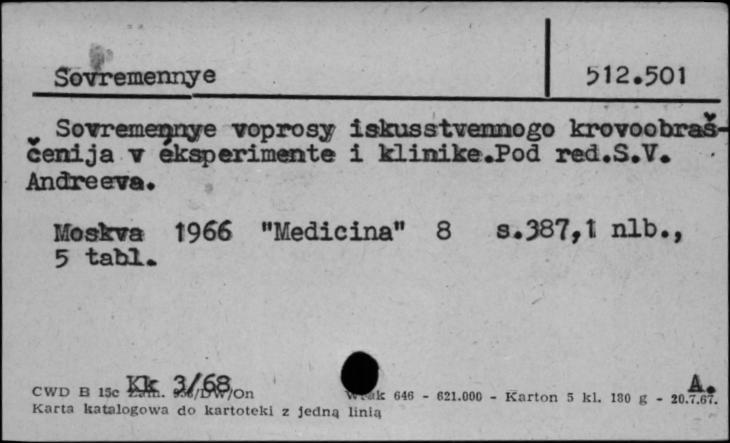 Sovremennye 512.501
Sovremennye voprosy iskusstvennogo krovoobraš-
čenija v éksperimente i klinike.Pod red.S.V.
Andreeva.
Moskva 1966 "Medicina" 8 s.387,1 nlb.,
5 tabl.
Kk 3/68 A.
CWD B 15c Zam. /DW/On 646 - 621.000 - Karton 5 kl. 180 g - 20.7.67.
Karta katalogowa do kartoteki z jedną linią